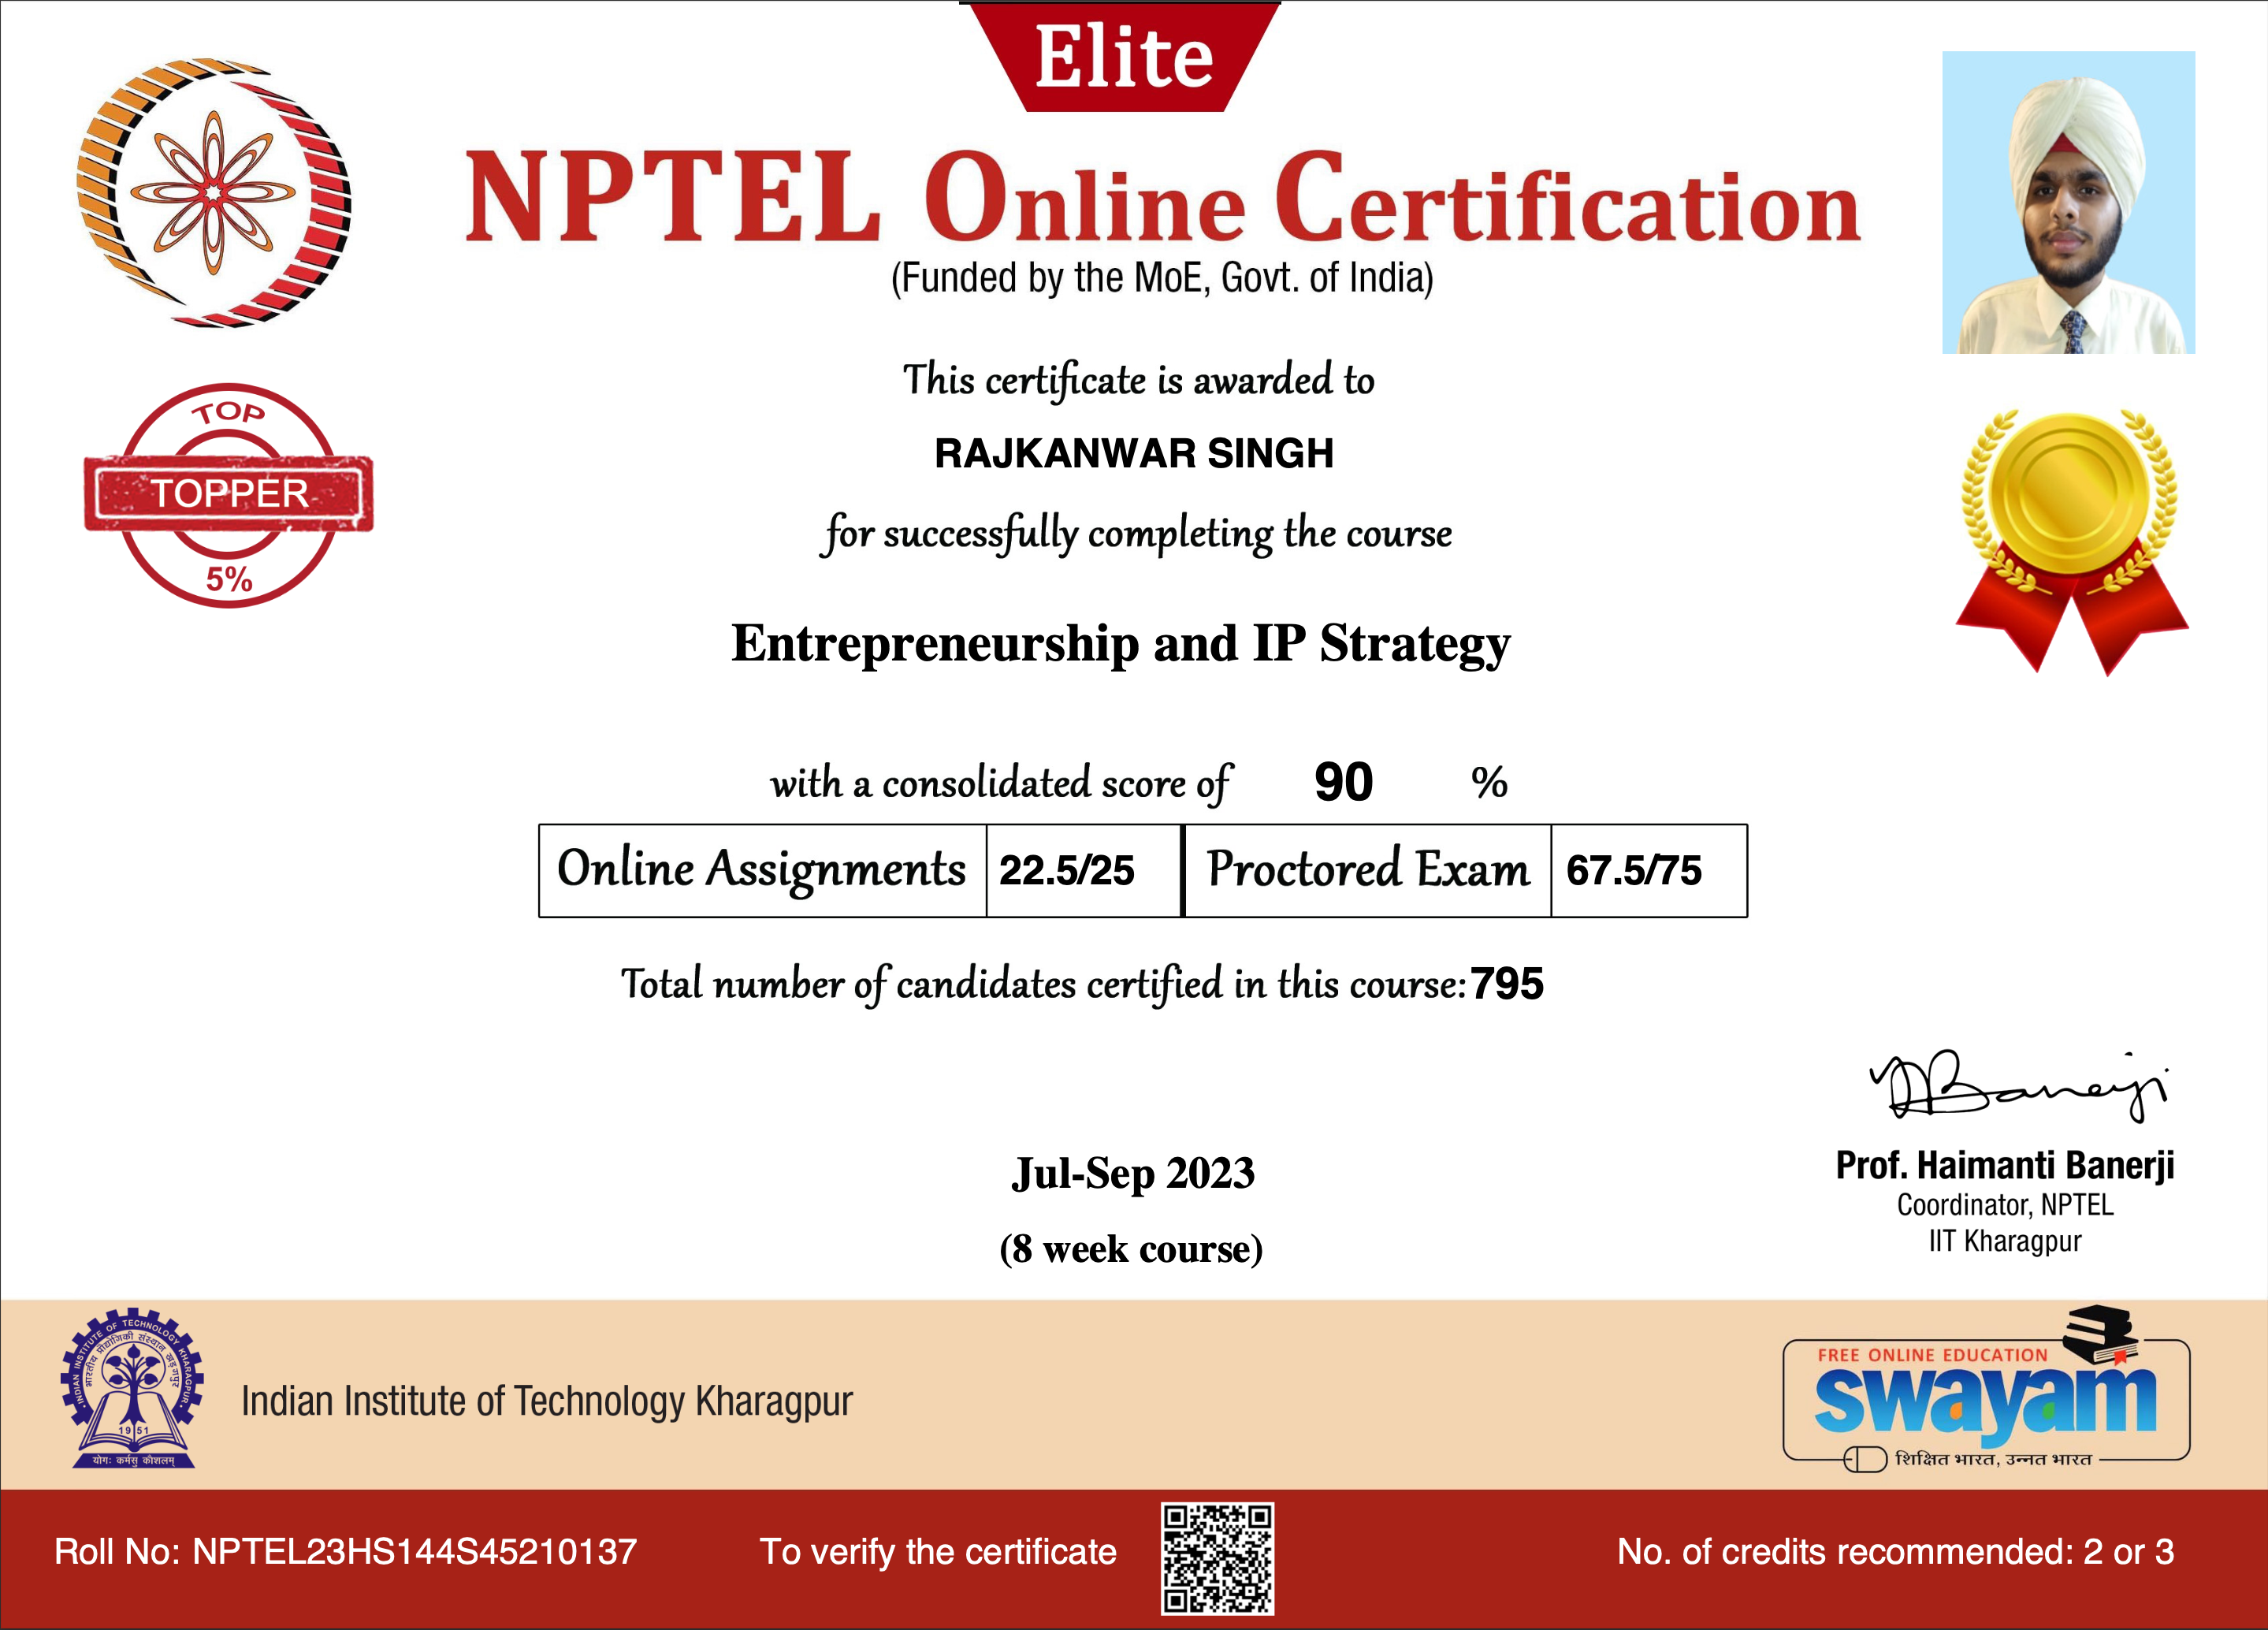 Elite
NPTEL Online Certification
(Funded by the MoE, Govt. of India)
This certificate is awarded to
RAJKANWAR SINGH
for successfully completing the course
TOP
TOPPER
5%
Entrepreneurship and IP Strategy
with a consolidated score of 90 %
Online Assignments 22.5/25 Proctored Exam 67.5/75
Total number of candidates certified in this course:795
Banerji
Prof. Haimanti Banerji
Coordinator, NPTEL
IIT Kharagpur
Jul-Sep 2023
(8 week course)
INDIAN INSTITUTE OF TECHNOLOGY KHARAGPUR
भारतीय प्रौद्योगिकी संस्थान खड़गपुर
1951
योगः कर्मसु कौशलम्
Indian Institute of Technology Kharagpur
FREE ONLINE EDUCATION
swayam
शिक्षित भारत, उन्नत भारत
Roll No: NPTEL23HS144S45210137
To verify the certificate
No. of credits recommended: 2 or 3